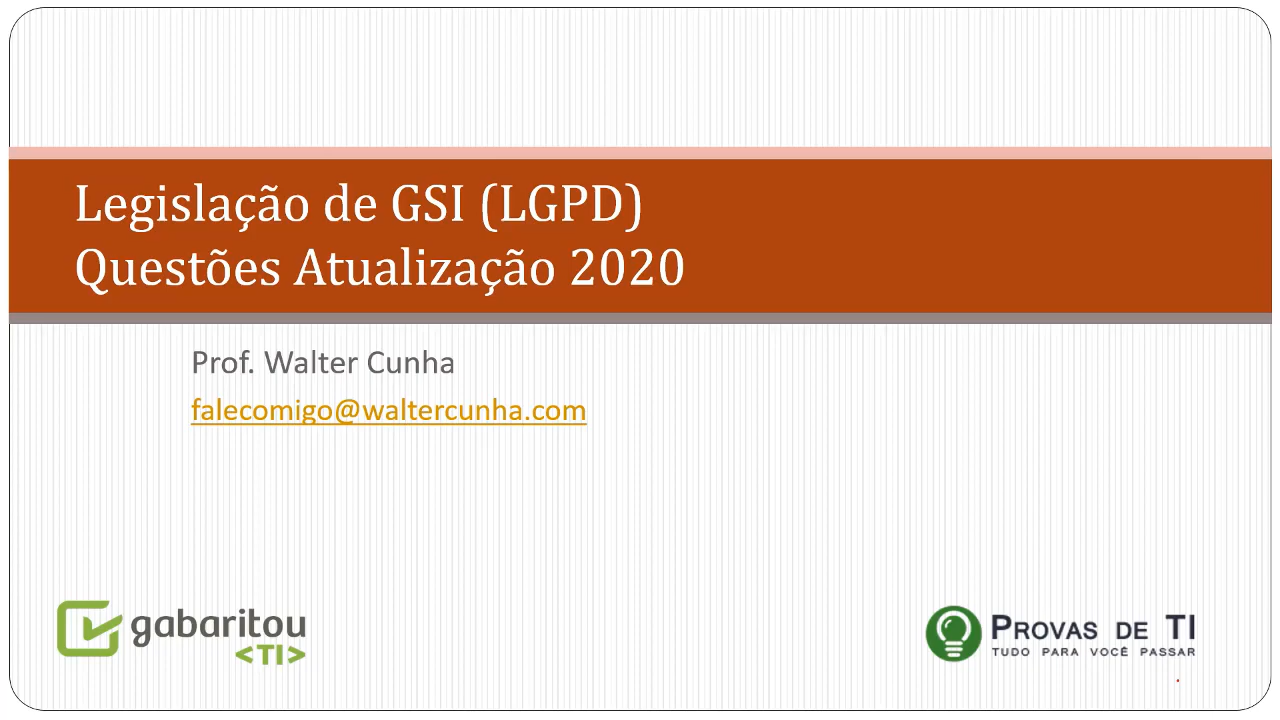 Legislação de GSI (LGPD)
Questões Atualização 2020
Prof. Walter Cunha
falecomigo@waltercunha.com
gabaritou
<TI>
PROVAS DE TI
TUDO PARA VOCÊ PASSAR